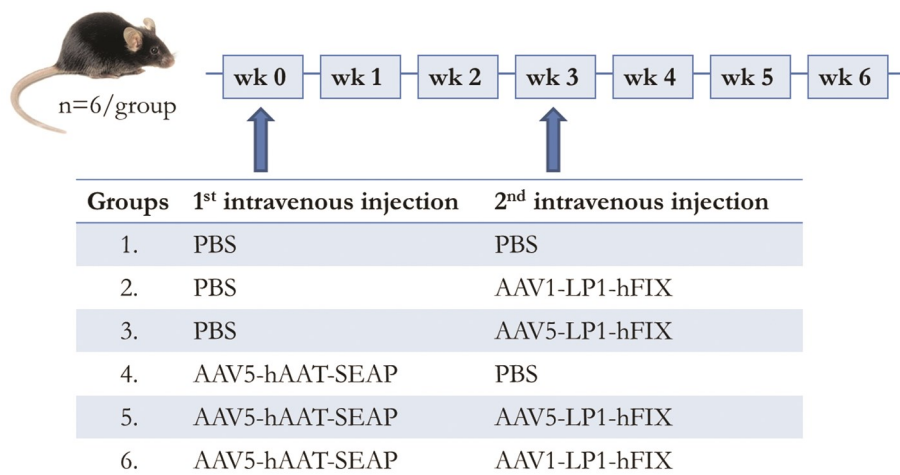 wk 0 wk 1 wk 2 wk 3 wk 4 wk 5 wk 6
n=6/group
Groups 1st intravenous injection 2nd intravenous injection
1. PBS PBS
2. PBS AAV1-LP1-hFIX
3. PBS AAV5-LP1-hFIX
4. AAV5-hAAT-SEAP PBS
5. AAV5-hAAT-SEAP AAV5-LP1-hFIX
6. AAV5-hAAT-SEAP AAV1-LP1-hFIX